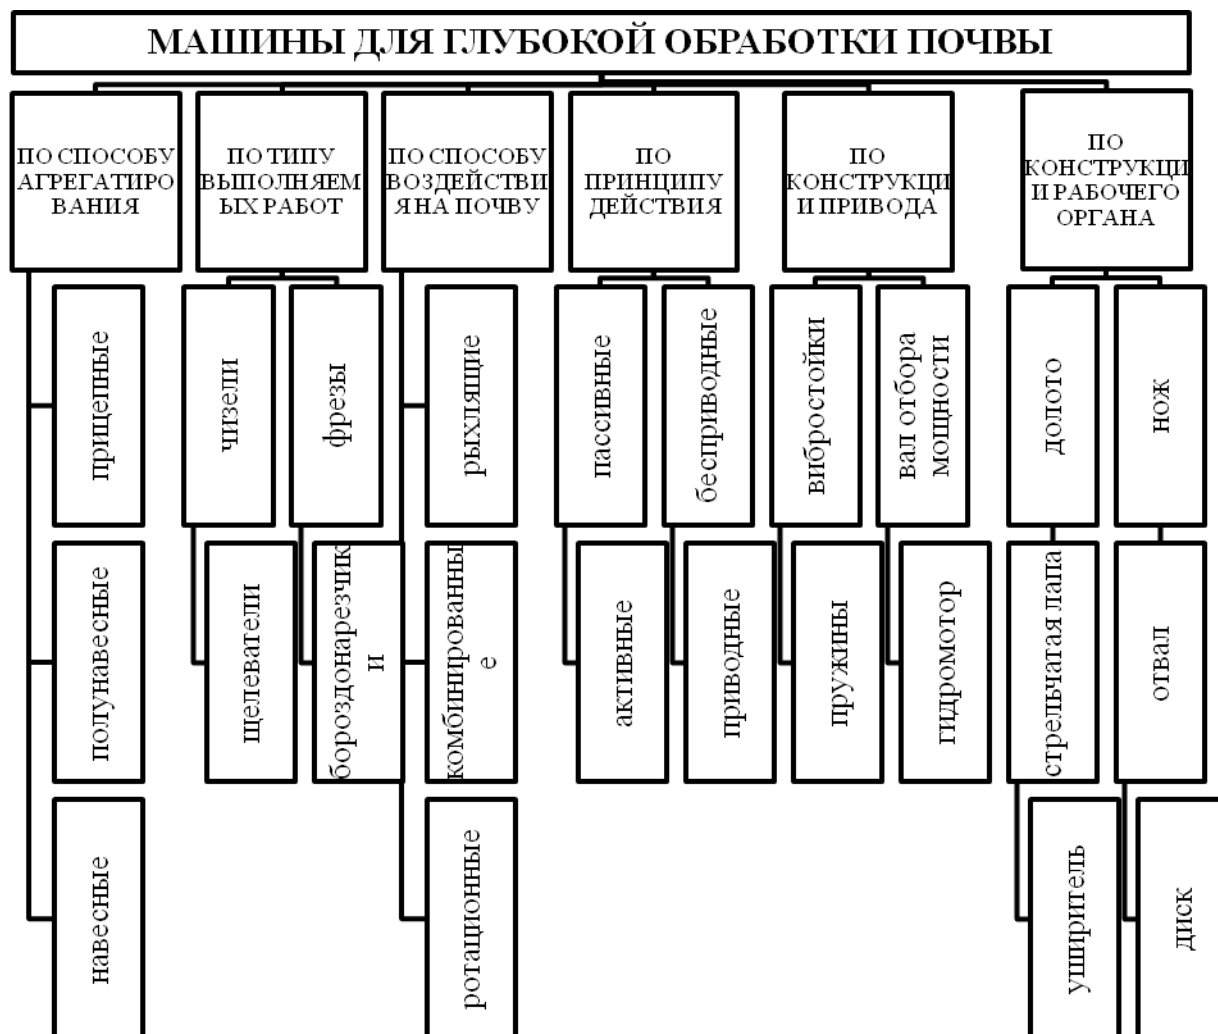 МАШИНЫ ДЛЯ ГЛУБОКОЙ ОБРАБОТКИ ПОЧВЫ
ПО СПОСОБУ
АГРЕГАТИРО
ВАНИЯ
ПО ТИПУ
ВЫПОЛНЯЕМ
ЫХ РАБОТ
ПО СПОСОБУ
ВОЗДЕЙСТВИ
Я НА ПОЧВУ
ПО
ПРИНЦИПУ
ДЕЙСТВИЯ
ПО
КОНСТРУКЦИ
И ПРИВОДА
ПО
КОНСТРУКЦИ
И РАБОЧЕГО
ОРГАНА
прицепные
чизели
фрезы
рыхлящие
пассивные
бесприводные
вибростойки
вал отбора
мощности
долото
нож
полунавесные
щелеватели
бороздонарезчик
и
комбинированны
е
активные
приводные
пружины
гидромотор
стрельчатая лапа
отвал
навесные
ротационные
уширитель
диск